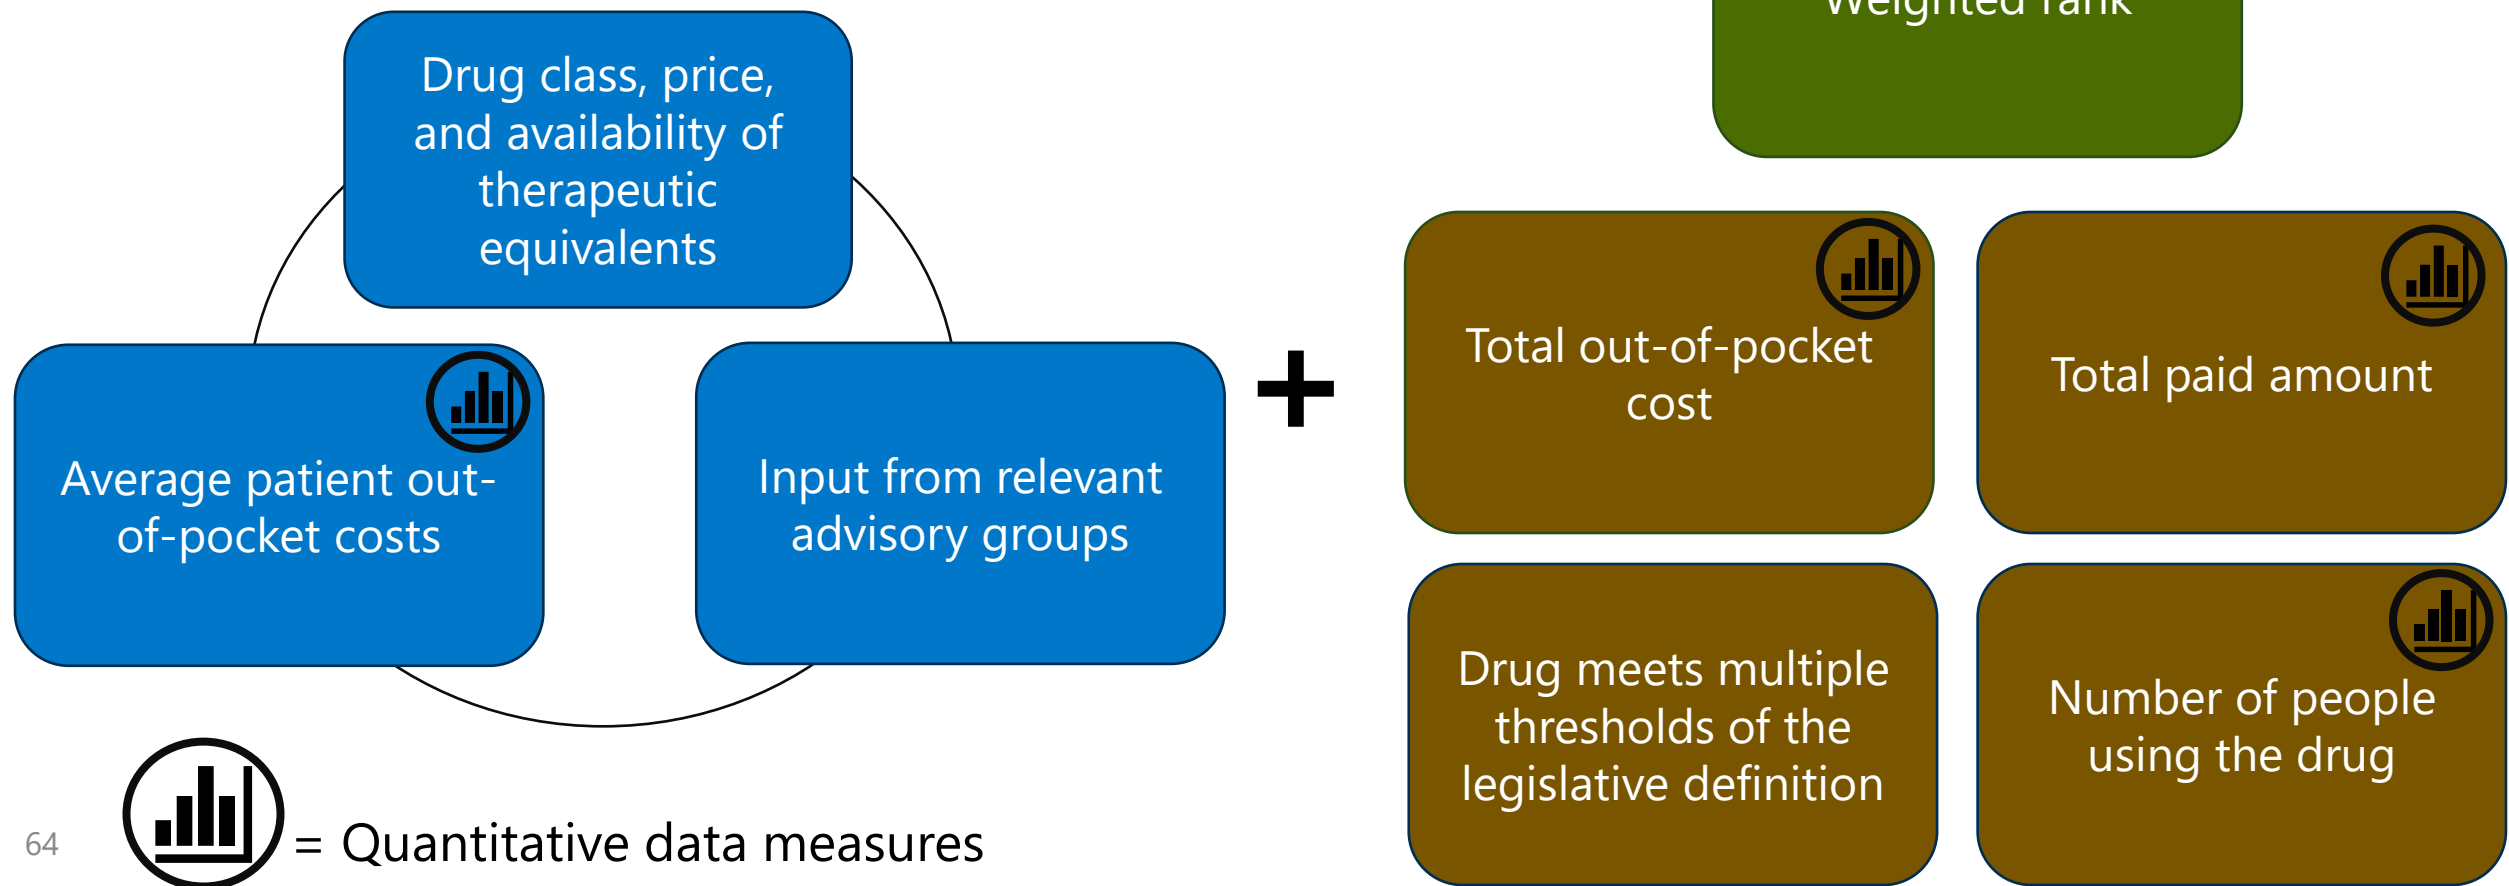 Weighted rank
Drug class, price,
and availability of
therapeutic
equivalents
Average patient out-
of-pocket costs
Input from relevant
advisory groups
+
Total out-of-pocket
cost
Total paid amount
Drug meets multiple
thresholds of the
legislative definition
Number of people
using the drug
= Quantitative data measures
64